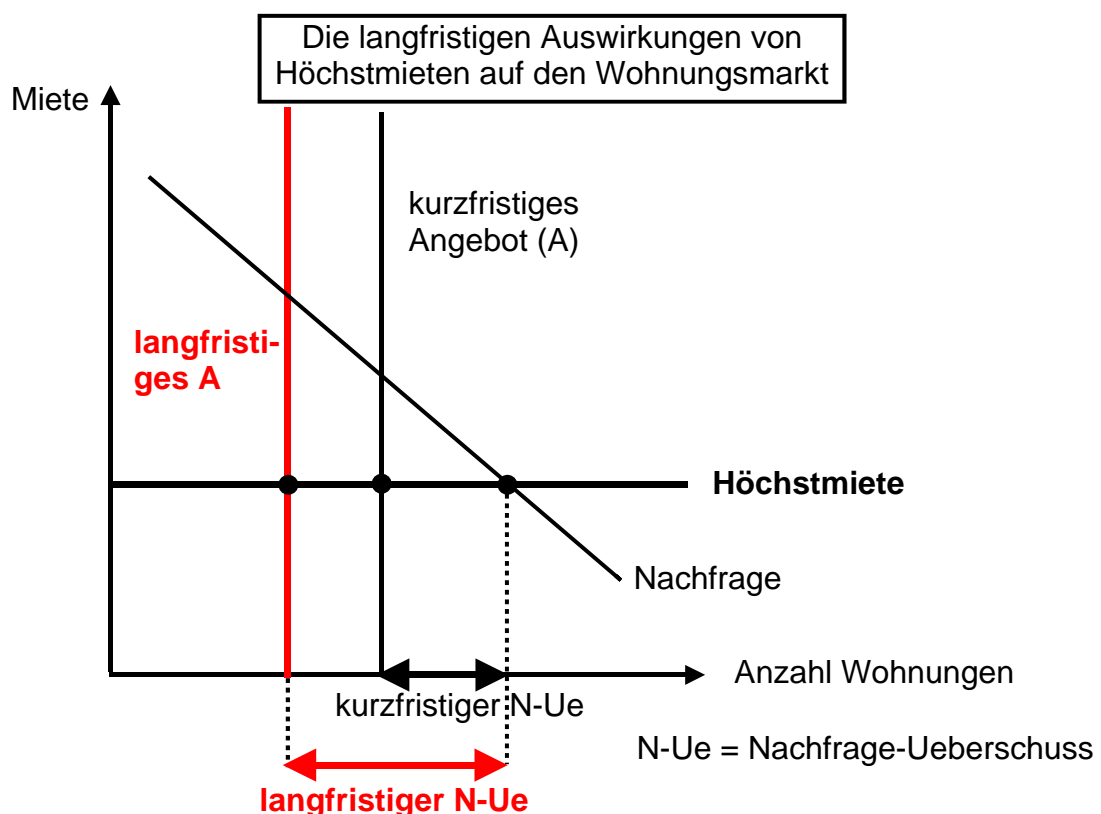 Die langfristigen Auswirkungen von
Höchstmieten auf den Wohnungsmarkt
Miete
kurzfristiges
Angebot (A)
langfristi-
ges A
Höchstmiete
Nachfrage
Anzahl Wohnungen
kurzfristiger N-Ue
N-Ue = Nachfrage-Ueberschuss
langfristiger N-Ue